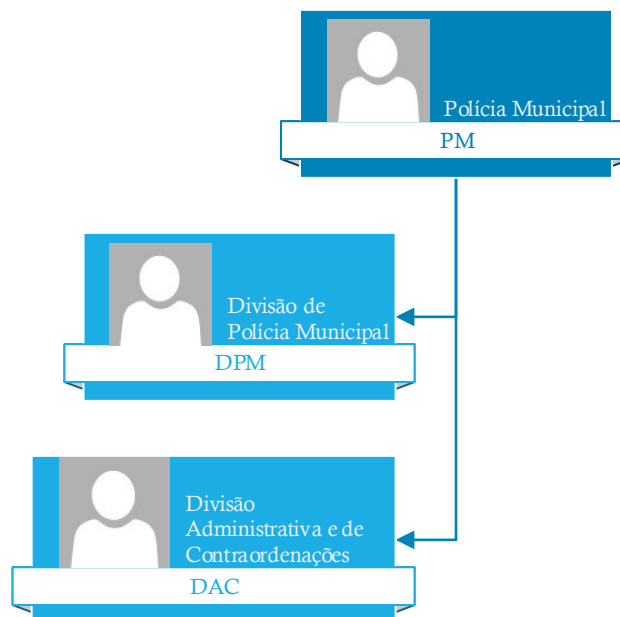 Polícia Municipal
PM
Divisão de
Polícia Municipal
DPM
Divisão
Administrativa e de
Contraordenações
DAC